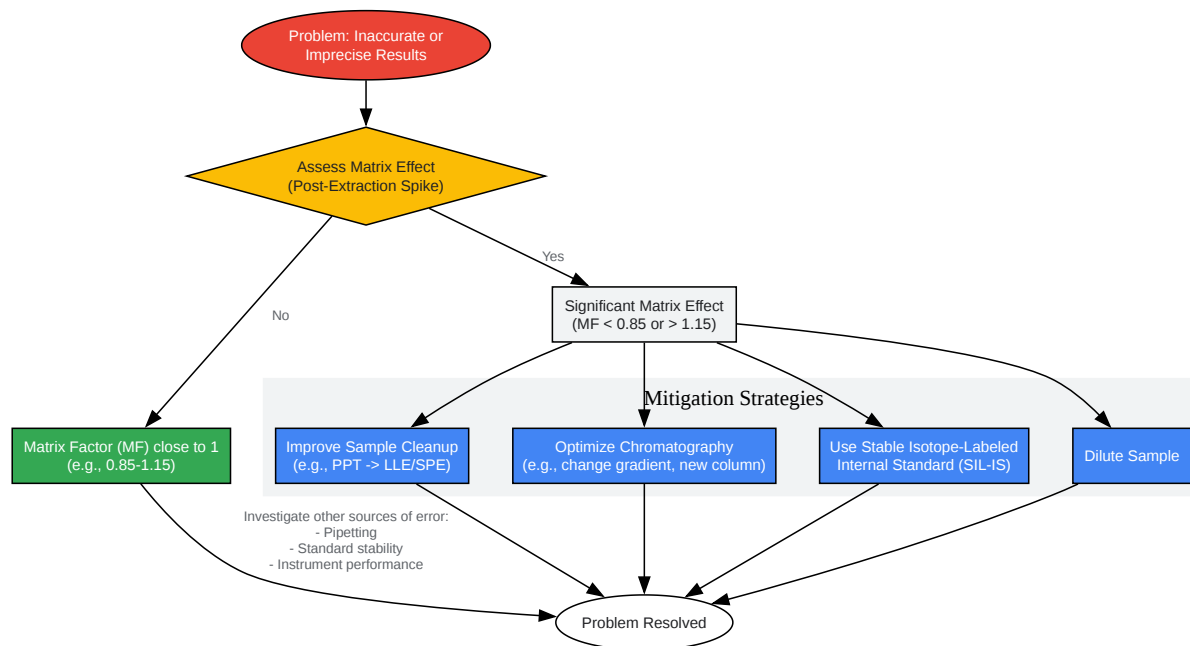 Problem: Inaccurate or
Imprecise Results
Assess Matrix Effect
(Post-Extraction Spike)
Yes
No
Significant Matrix Effect
(MF < 0.85 or > 1.15)
Mitigation Strategies
Matrix Factor (MF) close to 1
(e.g., 0.85-1.15)
Improve Sample Cleanup
(e.g., PPT -> LLE/SPE)
Optimize Chromatography
(e.g., change gradient, new column)
Use Stable Isotope-Labeled
Internal Standard (SIL-IS)
Dilute Sample
Investigate other sources of error:
- Pipetting
- Standard stability
- Instrument performance
Problem Resolved